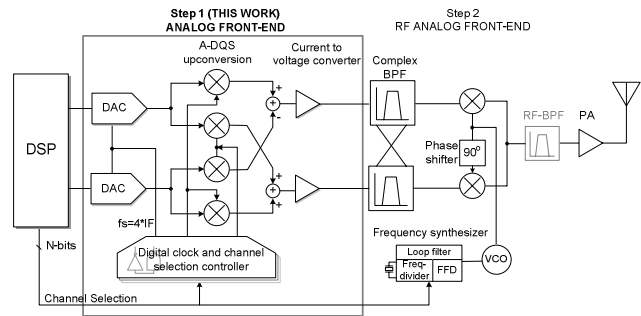 Step 1 (THIS WORK)
ANALOG FRONT-END
Step 2
RF ANALOG FRONT-END
A-DQS
upconversion
Current to
voltage converter
Complex
BPF
DAC
+
+
-
DSP
RF-BPF
PA
Phase
shifter
90°
DAC
+
+
fs=4*IF
Frequency synthesizer
N-bits
Digital clock and channel
selection controller
Loop filter
Freq-
divider
FFD
VCO
Channel Selection